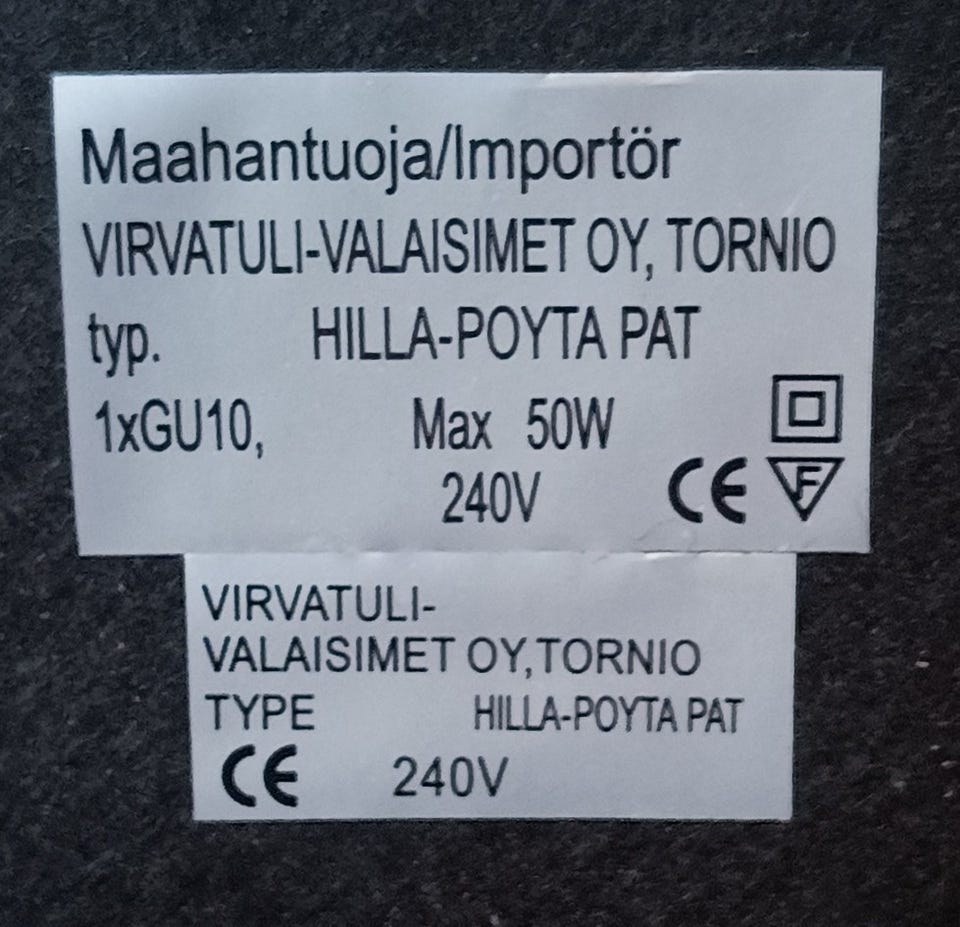 Maahantuoja/Importör
VIRVATULI-VALAISIMET OY, TORNIO
typ. HILLA-POYTA PAT
1xGU10, Max 50W
240V CE F
VIRVATULI-
VALAISIMET OY,TORNIO
TYPE HILLA-POYTA PAT
CE 240V